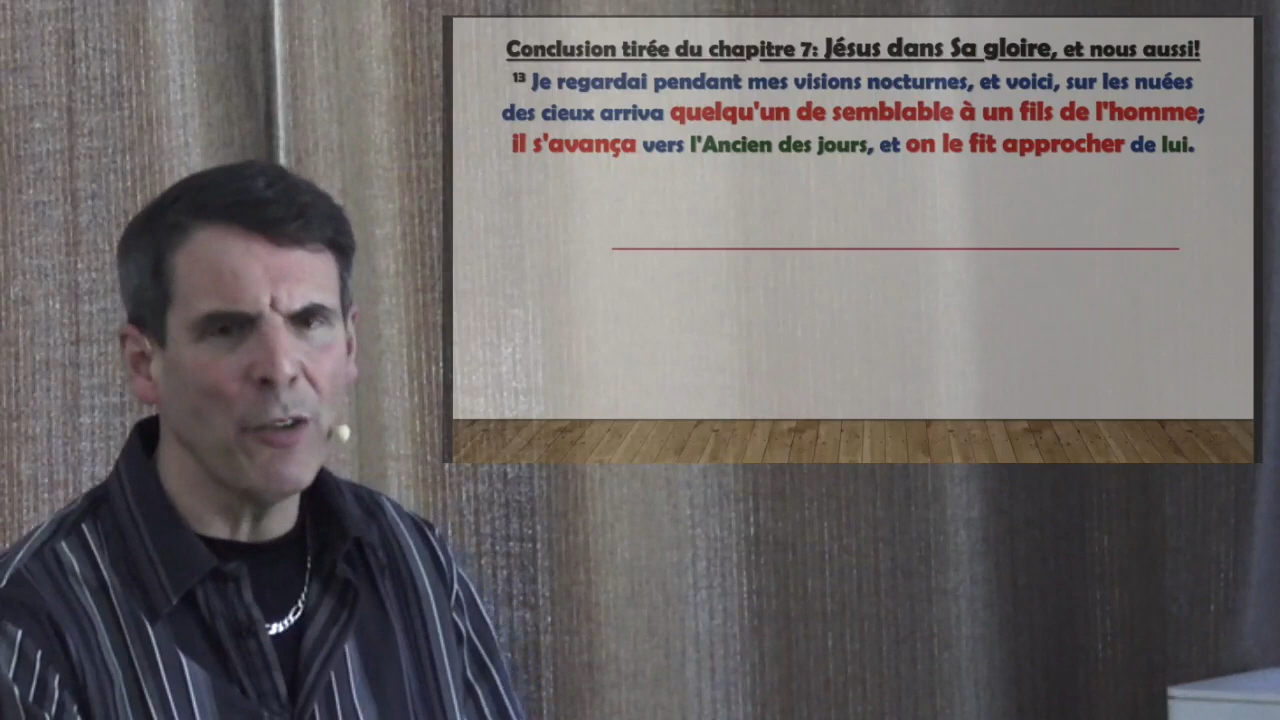 Conclusion tirée du chapitre 7: Jésus dans Sa gloire, et nous aussi!
¹³ Je regardai pendant mes visions nocturnes, et voici, sur les nuées
des cieux arriva quelqu'un de semblable à un fils de l'homme;
il s'avança vers l'Ancien des jours, et on le fit approcher de lui.